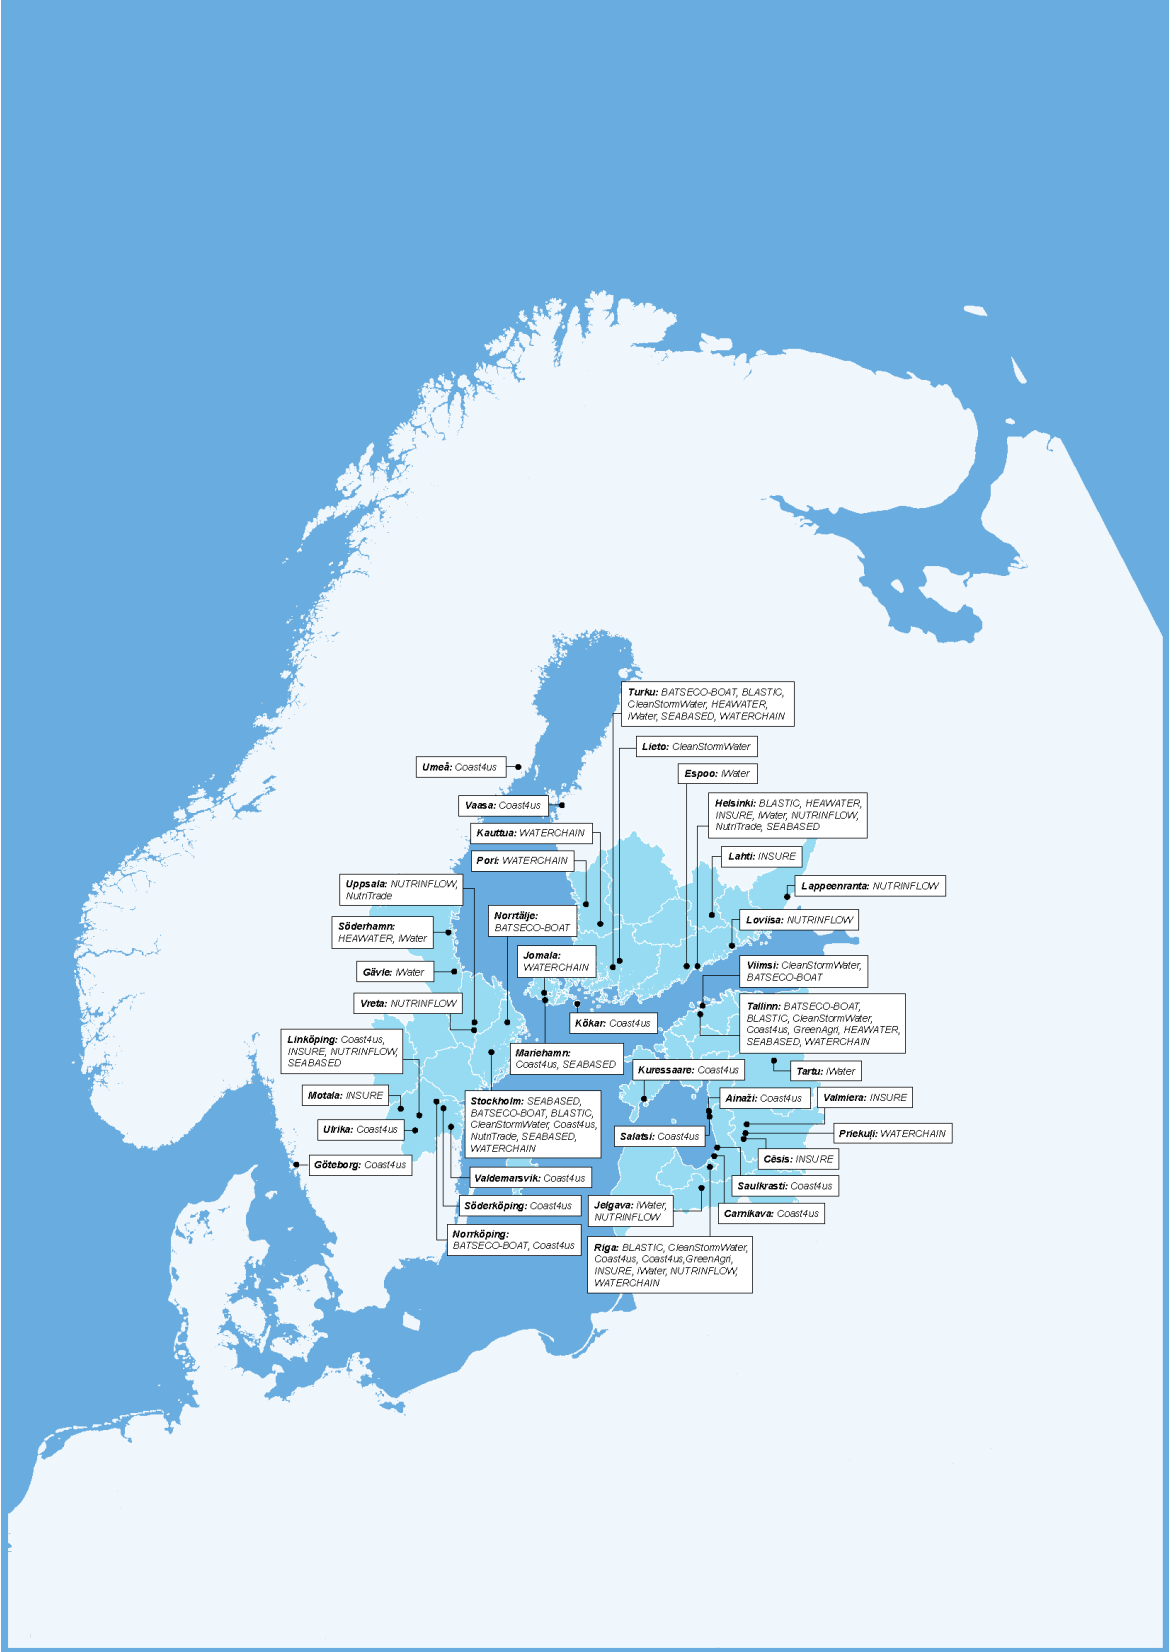 Turku: BATSECO-BOAT, BLASTIC,
CleanStormWater, HEAWATER,
iWater, SEABASED, WATERCHAIN
Lieto: CleanStormWater
Umeå: Coast4us
Espoo: iWater
Vaasa: Coast4us
Helsinki: BLASTIC, HEAWATER,
INSURE, iWater, NUTRINFLOW,
NutriTrade, SEABASED
Kauttua: WATERCHAIN
Pori: WATERCHAIN
Lahti: INSURE
Uppsala: NUTRINFLOW,
NutriTrade
Lappeenranta: NUTRINFLOW
Norrtälje:
BATSECO-BOAT
Loviisa: NUTRINFLOW
Söderhamn:
HEAWATER, iWater
Jomala:
WATERCHAIN
Gävle: iWater
Viimsi: CleanStormWater,
BATSECO-BOAT
Vreta: NUTRINFLOW
Tallinn: BATSECO-BOAT,
BLASTIC, CleanStormWater,
Coast4us, GreenAgri, HEAWATER,
SEABASED, WATERCHAIN
Kökar: Coast4us
Linköping: Coast4us,
INSURE, NUTRINFLOW,
SEABASED
Mariehamn:
Coast4us, SEABASED
Kuressaare: Coast4us
Tartu: iWater
Motala: INSURE
Stockholm: SEABASED,
BATSECO-BOAT, BLASTIC,
CleanStormWater, Coast4us,
NutriTrade, SEABASED,
WATERCHAIN
Ainaži: Coast4us
Valmiera: INSURE
Ulrika: Coast4us
Salatsi: Coast4us
Priekuļi: WATERCHAIN
Göteborg: Coast4us
Cēsis: INSURE
Valdemarsvik: Coast4us
Saulkrasti: Coast4us
Söderköping: Coast4us
Jelgava: iWater,
NUTRINFLOW
Carnikava: Coast4us
Norrköping:
BATSECO-BOAT, Coast4us
Riga: BLASTIC, CleanStormWater,
Coast4us, Coast4us,GreenAgri,
INSURE, iWater, NUTRINFLOW,
WATERCHAIN